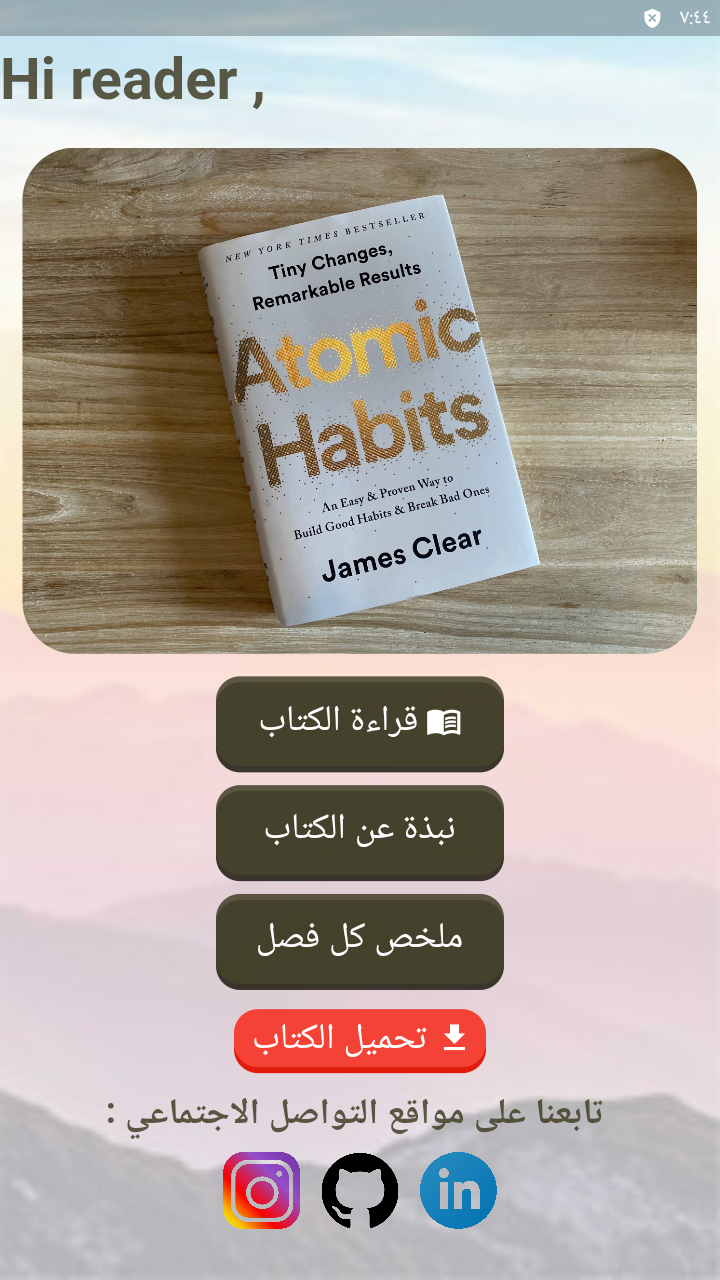 ٧:٤٤
Hi reader ,
NEW YORK TIMES BESTSELLER
Tiny Changes,
Remarkable Results
Atomic
Habits
An Easy & Proven Way to
Build Good Habits & Break Bad Ones
James Clear
قراءة الكتاب
نبذة عن الكتاب
ملخص كل فصل
تحميل الكتاب
تابعنا على مواقع التواصل الاجتماعي :
in